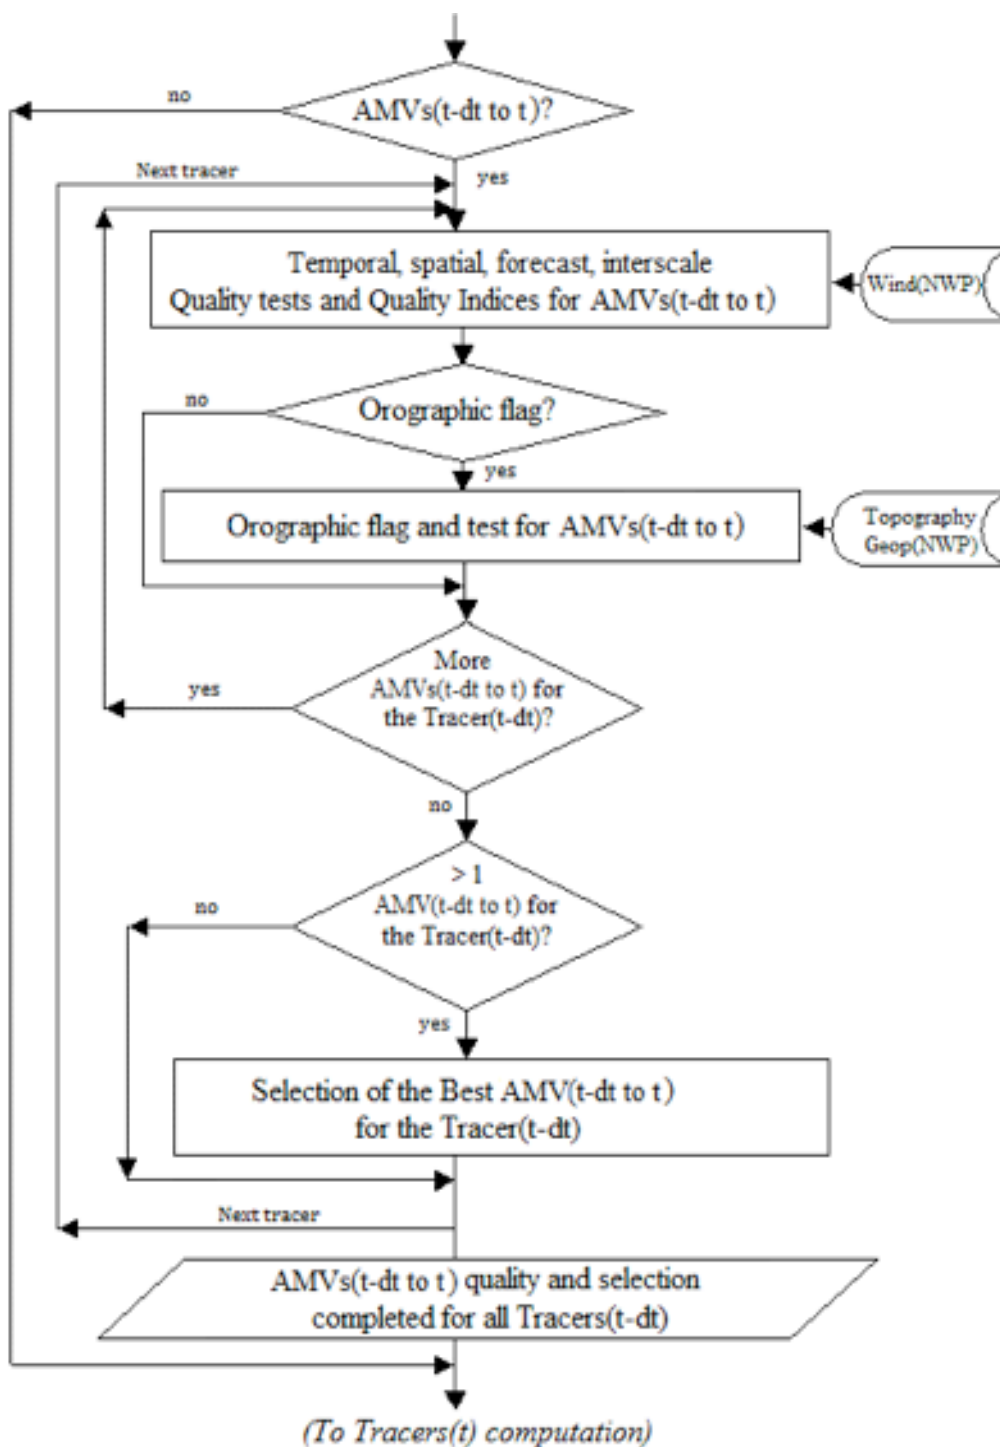 AMVs(t-dt to t)?
no
Next tracer
yes
Temporal, spatial, forecast, interscale
Quality tests and Quality Indices for AMVs(t-dt to t)
Wind(NWP)
no
Orographic flag?
yes
Orographic flag and test for AMVs(t-dt to t)
Topography
Geop(NWP)
More
AMVs(t-dt to t) for
the Tracer(t-dt)?
yes
no
> 1
AMV(t-dt to t) for
the Tracer(t-dt)?
no
yes
Selection of the Best AMV(t-dt to t)
for the Tracer(t-dt)
Next tracer
AMVs(t-dt to t) quality and selection
completed for all Tracers(t-dt)
(To Tracers(t) computation)